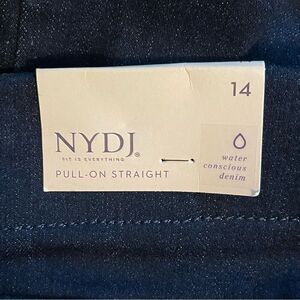 14
NYDJ®
FIT IS EVERYTHING
PULL-ON STRAIGHT
water
conscious
denim